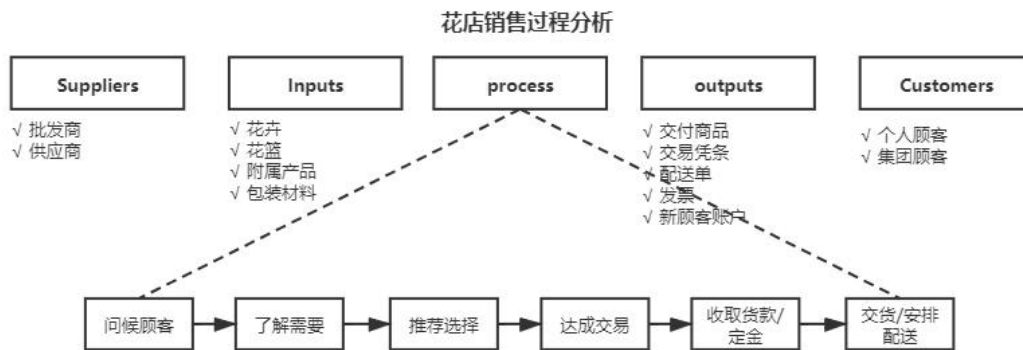 花店销售过程分析
Suppliers
Inputs
process
outputs
Customers
√ 批发商
√ 供应商
√ 花卉
√ 花篮
√ 附属产品
√ 包装材料
√ 交付商品
√ 交易凭条
√ 配送单
√ 发票
√ 新顾客账户
√ 个人顾客
√ 集团顾客
问候顾客
了解需要
推荐选择
达成交易
收取货款/
定金
交货/安排
配送